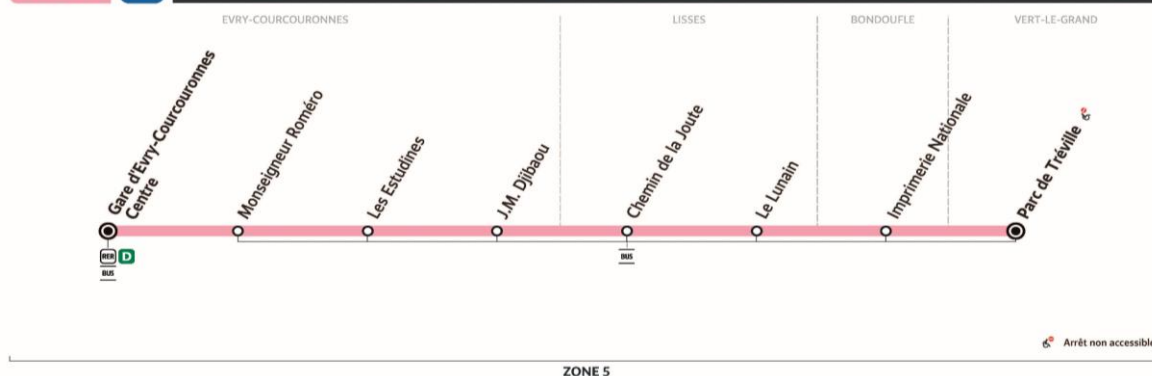 EVRY-COURCOURONNES
LISSES
BONDOUFLE
VERT-LE-GRAND
Gare d'Evry-Courcouronnes
Centre
Monseigneur Roméro
Les Estudines
J.M. Djibaou
Chemin de la Joute
Le Lunain
Imprimerie Nationale
Parc de Tréville
RER D
BUS
BUS
Arrêt non accessible
ZONE 5